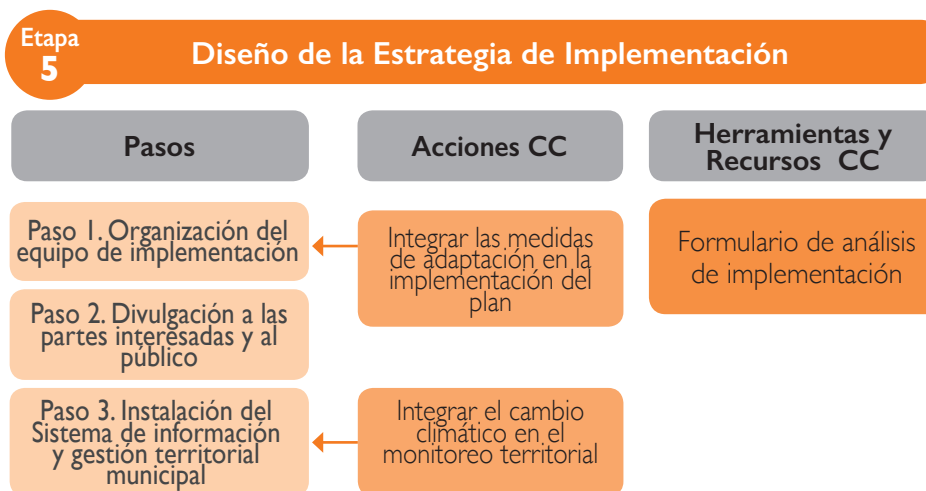 Etapa
5
Diseño de la Estrategia de Implementación
Pasos
Acciones CC
Herramientas y
Recursos CC
Paso 1. Organización del
equipo de implementación
Integrar las medidas
de adaptación en la
implementación del
plan
Formulario de análisis
de implementación
Paso 2. Divulgación a las
partes interesadas y al
público
Paso 3. Instalación del
Sistema de información
y gestión territorial
municipal
Integrar el cambio
climático en el
monitoreo territorial